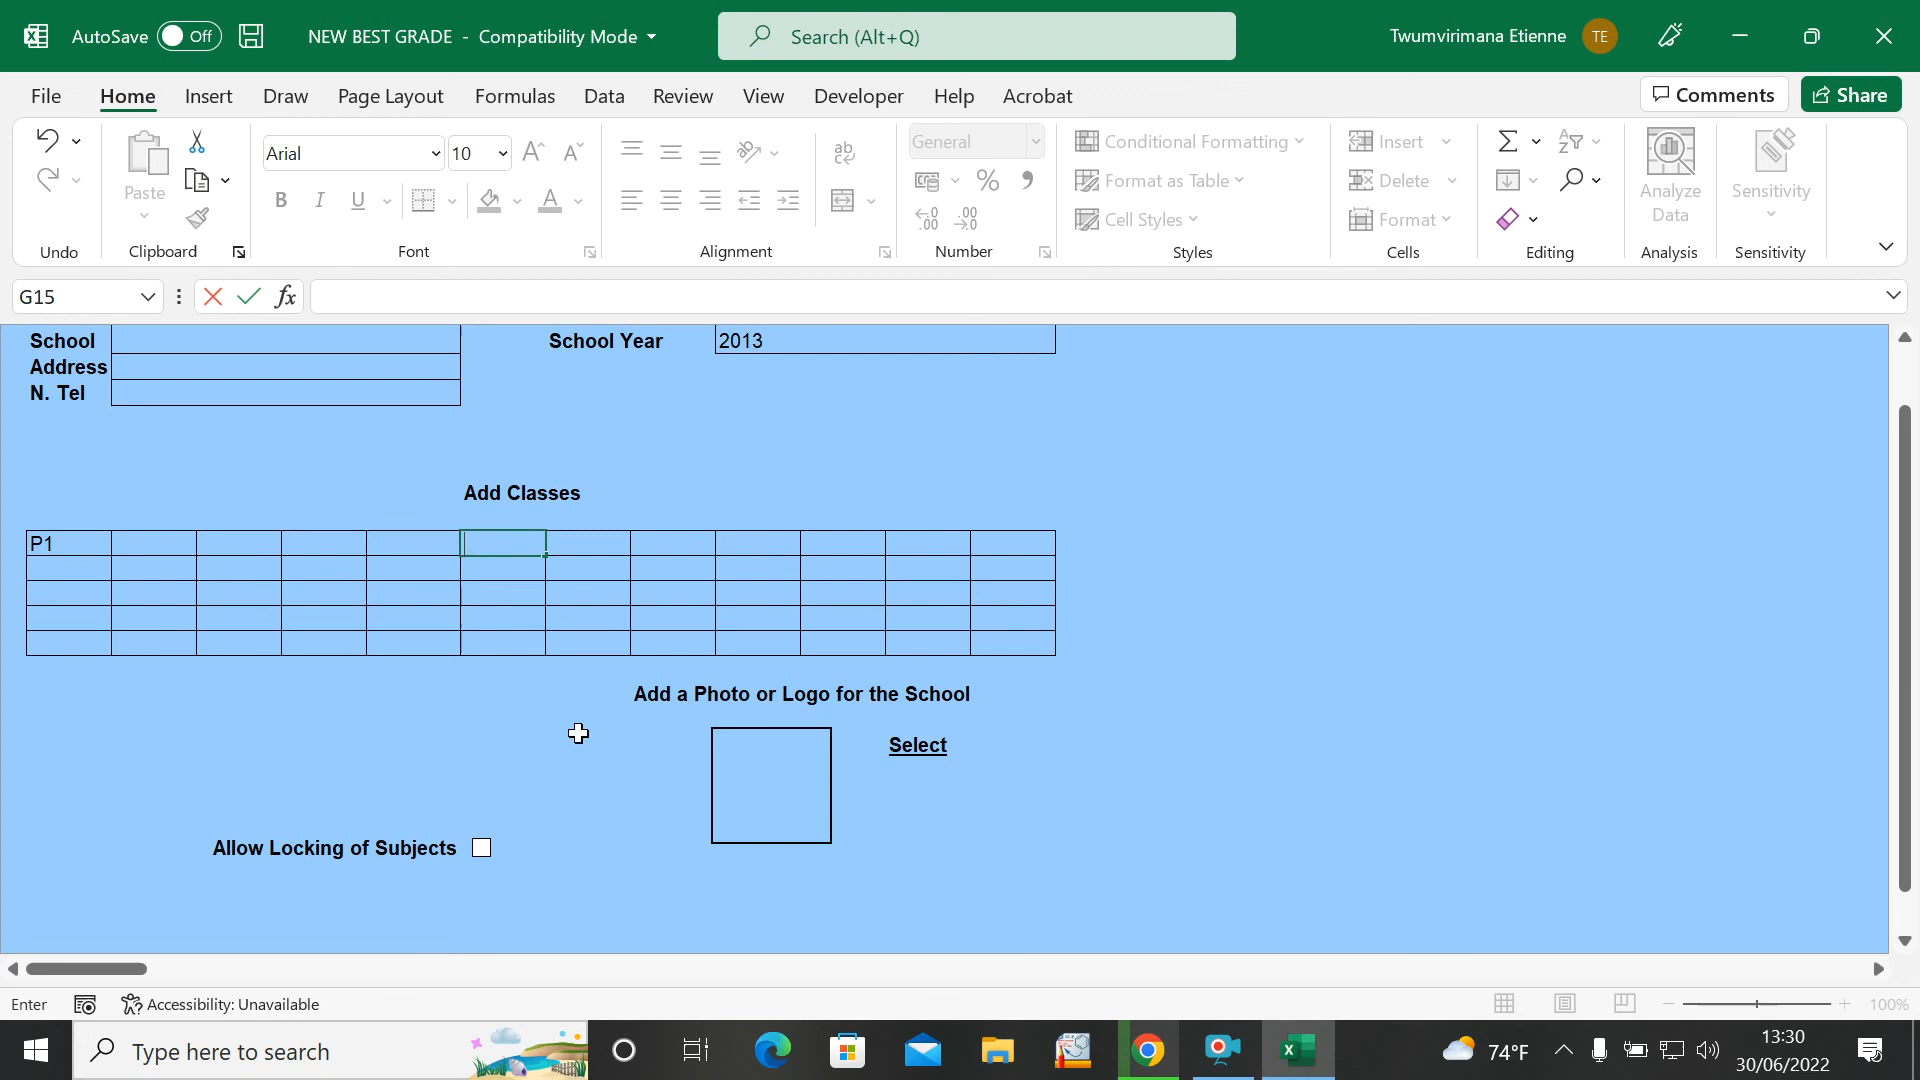 AutoSave Off NEW BEST GRADE - Compatibility Mode Search (Alt+Q) Twumvirimana Etienne TE
File Home Insert Draw Page Layout Formulas Data Review View Developer Help Acrobat Comments Share
Arial 10 General Conditional Formatting Insert
Paste Format as Table Delete Analyze Data Sensitivity
Cell Styles Format
Undo Clipboard Font Alignment Number Styles Cells Editing Analysis Sensitivity
G15 fx
School School Year 2013
Address
N. Tel
Add Classes
P1
Add a Photo or Logo for the School
Select
Allow Locking of Subjects
Enter Accessibility: Unavailable 100%
Type here to search 74°F 13:30
30/06/2022